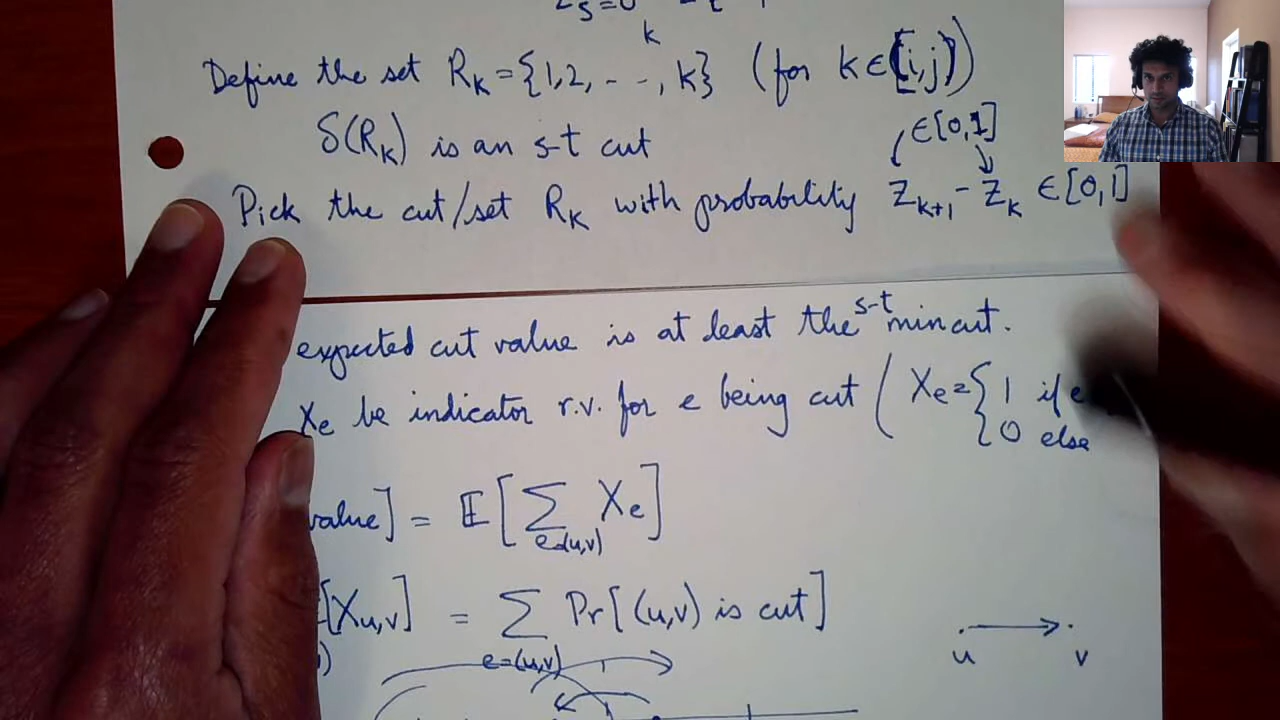 k
Define the set R_k = {1, 2, - - -, k} (for k ∈ [i, j))
δ(R_k) is an s-t cut
∈ [0, 1]
Pick the cut/set R_k with probability Z_{k+1} - Z_k ∈ [0, 1]
expected cut value is at least the s-t min cut.
X_e be indicator r.v. for e being cut ( X_e = { 1 if e
0 else
value] = 𝔼 [ ∑_{e=(u,v)} X_e ]
[X_{u,v}] = ∑_{e=(u,v)} Pr[(u,v) is cut]
u v